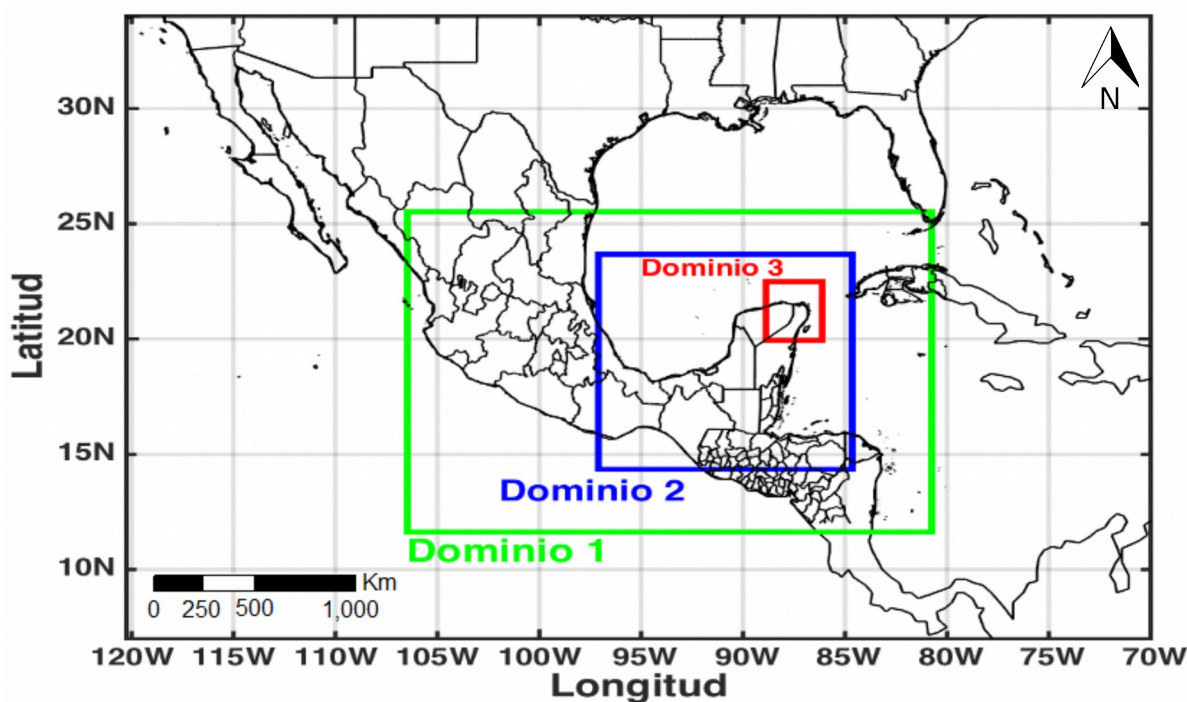 N
30N
25N
20N
15N
10N
Latitud
Dominio 3
Dominio 2
Dominio 1
Km
0 250 500 1,000
120W 115W 110W 105W 100W 95W 90W 85W 80W 75W 70W
Longitud